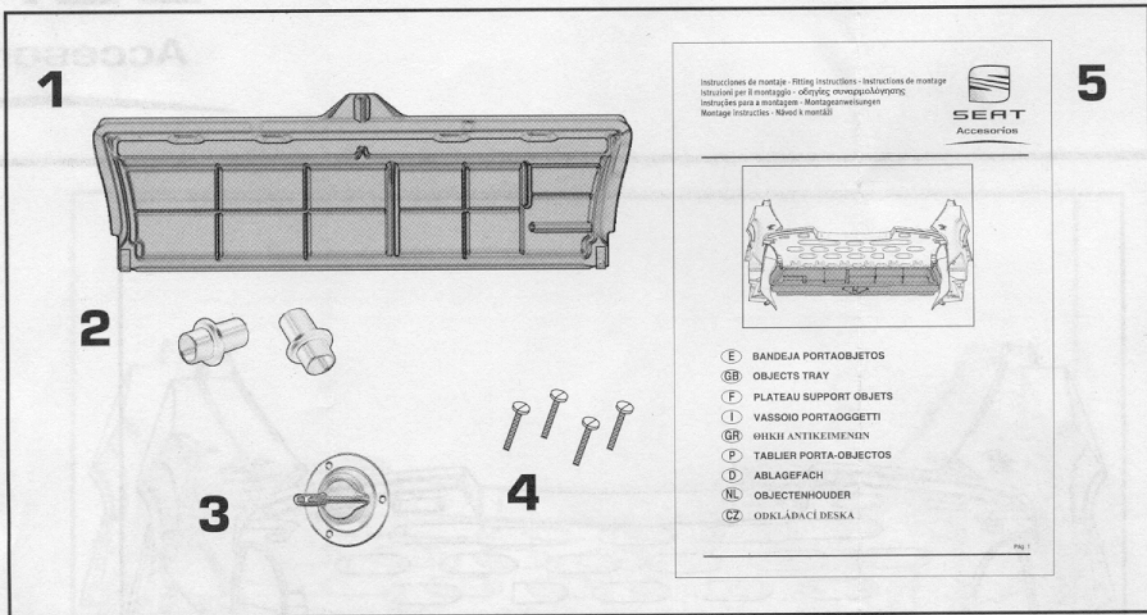 1
2
3
4
5
Instrucciones de montaje - Fitting instructions - Instructions de montage
Istruzioni per il montaggio - οδηγίες συναρμολόγησης
Instruções para a montagem - Montageanweisungen
Montage instructies - Návod k montáži
SEAT
Accesorios
E BANDEJA PORTAOBJETOS
GB OBJECTS TRAY
F PLATEAU SUPPORT OBJETS
I VASSOIO PORTAOGGETTI
GR ΘΗΚΗ ΑΝΤΙΚΕΙΜΕΝΩΝ
P TABLIER PORTA-OBJECTOS
D ABLAGEFACH
NL OBJECTENHOUDER
CZ ODKLÁDACÍ DESKA
Pág. 1